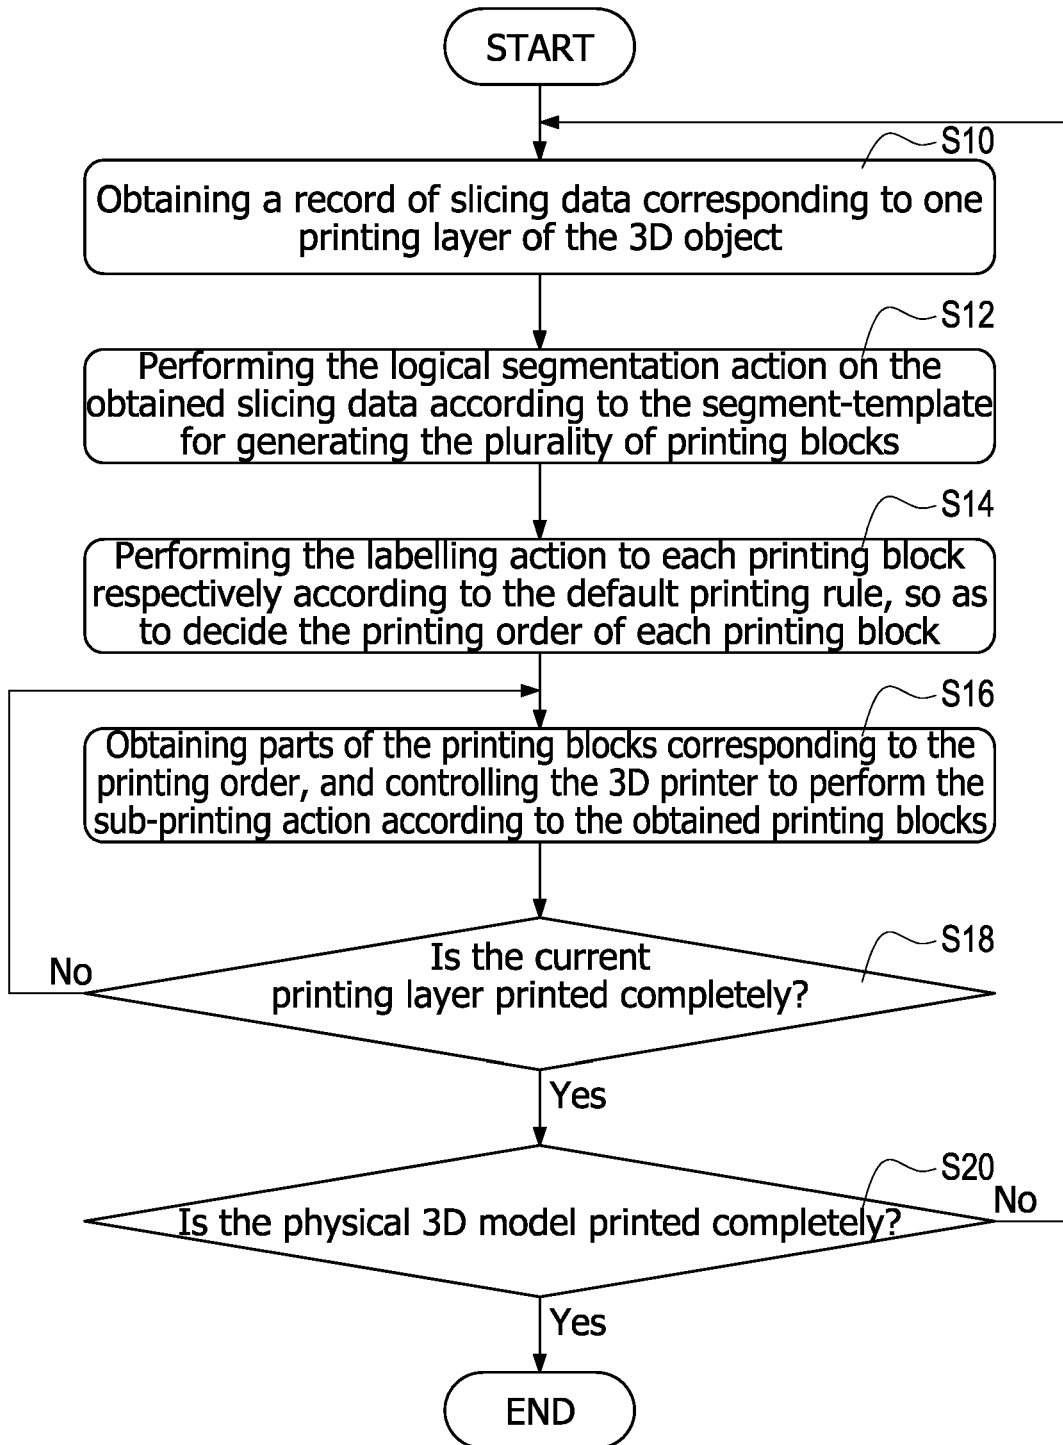 START
S10
Obtaining a record of slicing data corresponding to one
printing layer of the 3D object
S12
Performing the logical segmentation action on the
obtained slicing data according to the segment-template
for generating the plurality of printing blocks
S14
Performing the labelling action to each printing block
respectively according to the default printing rule, so as
to decide the printing order of each printing block
S16
Obtaining parts of the printing blocks corresponding to the
printing order, and controlling the 3D printer to perform the
sub-printing action according to the obtained printing blocks
S18
Is the current
printing layer printed completely?
No
Yes
S20
Is the physical 3D model printed completely?
No
Yes
END